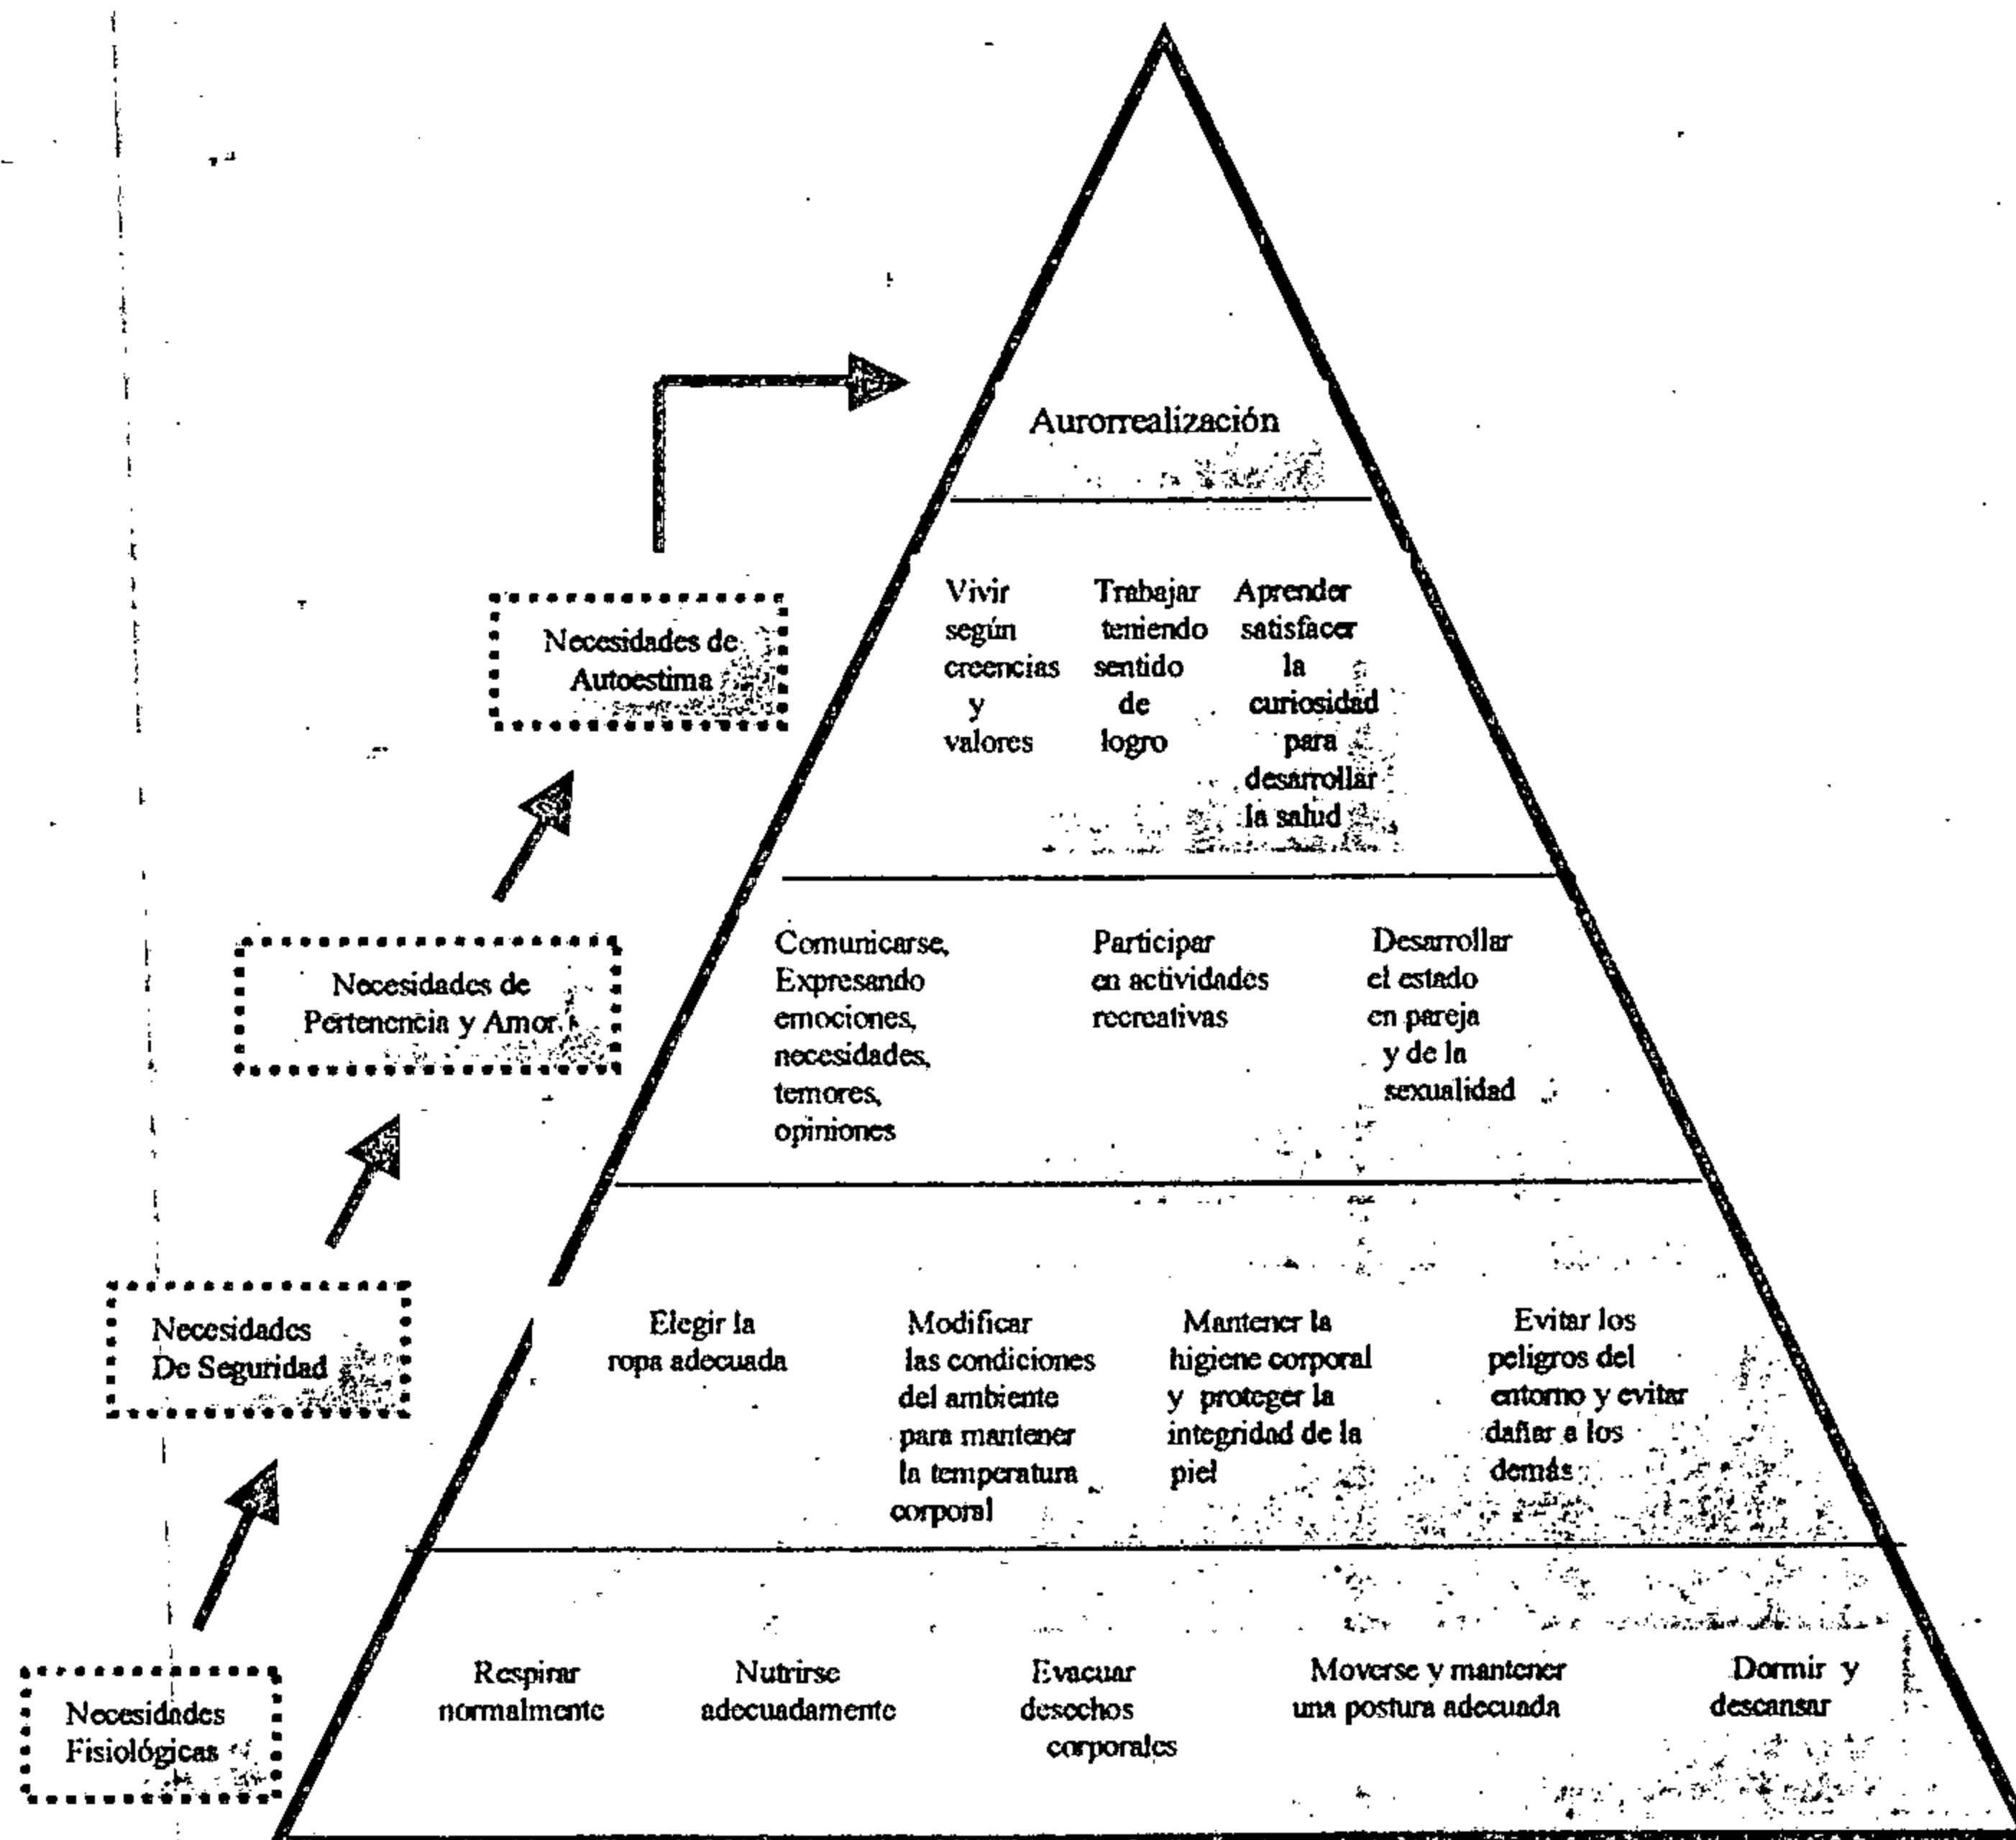 Aurorrealización
Necesidades de
Autoestima
Vivir
según
creencias
y
valores
Trabajar
teniendo
sentido
de
logro
Aprender
satisfacer
la
curiosidad
para
desarrollar
la salud
Necesidades de
Pertenencia y Amor
Comunicarse,
Expresando
emociones,
necesidades,
temores,
opiniones
Participar
en actividades
recreativas
Desarrollar
el estado
en pareja
y de la
sexualidad
Necesidades
De Seguridad
Elegir la
ropa adecuada
Modificar
las condiciones
del ambiente
para mantener
la temperatura
corporal
Mantener la
higiene corporal
y proteger la
integridad de la
piel
Evitar los
peligros del
entorno y evitar
dañar a los
demás
Necesidades
Fisiológicas
Respirar
normalmente
Nutrirse
adecuadamente
Evacuar
desechos
corporales
Moverse y mantener
una postura adecuada
Dormir y
descansar